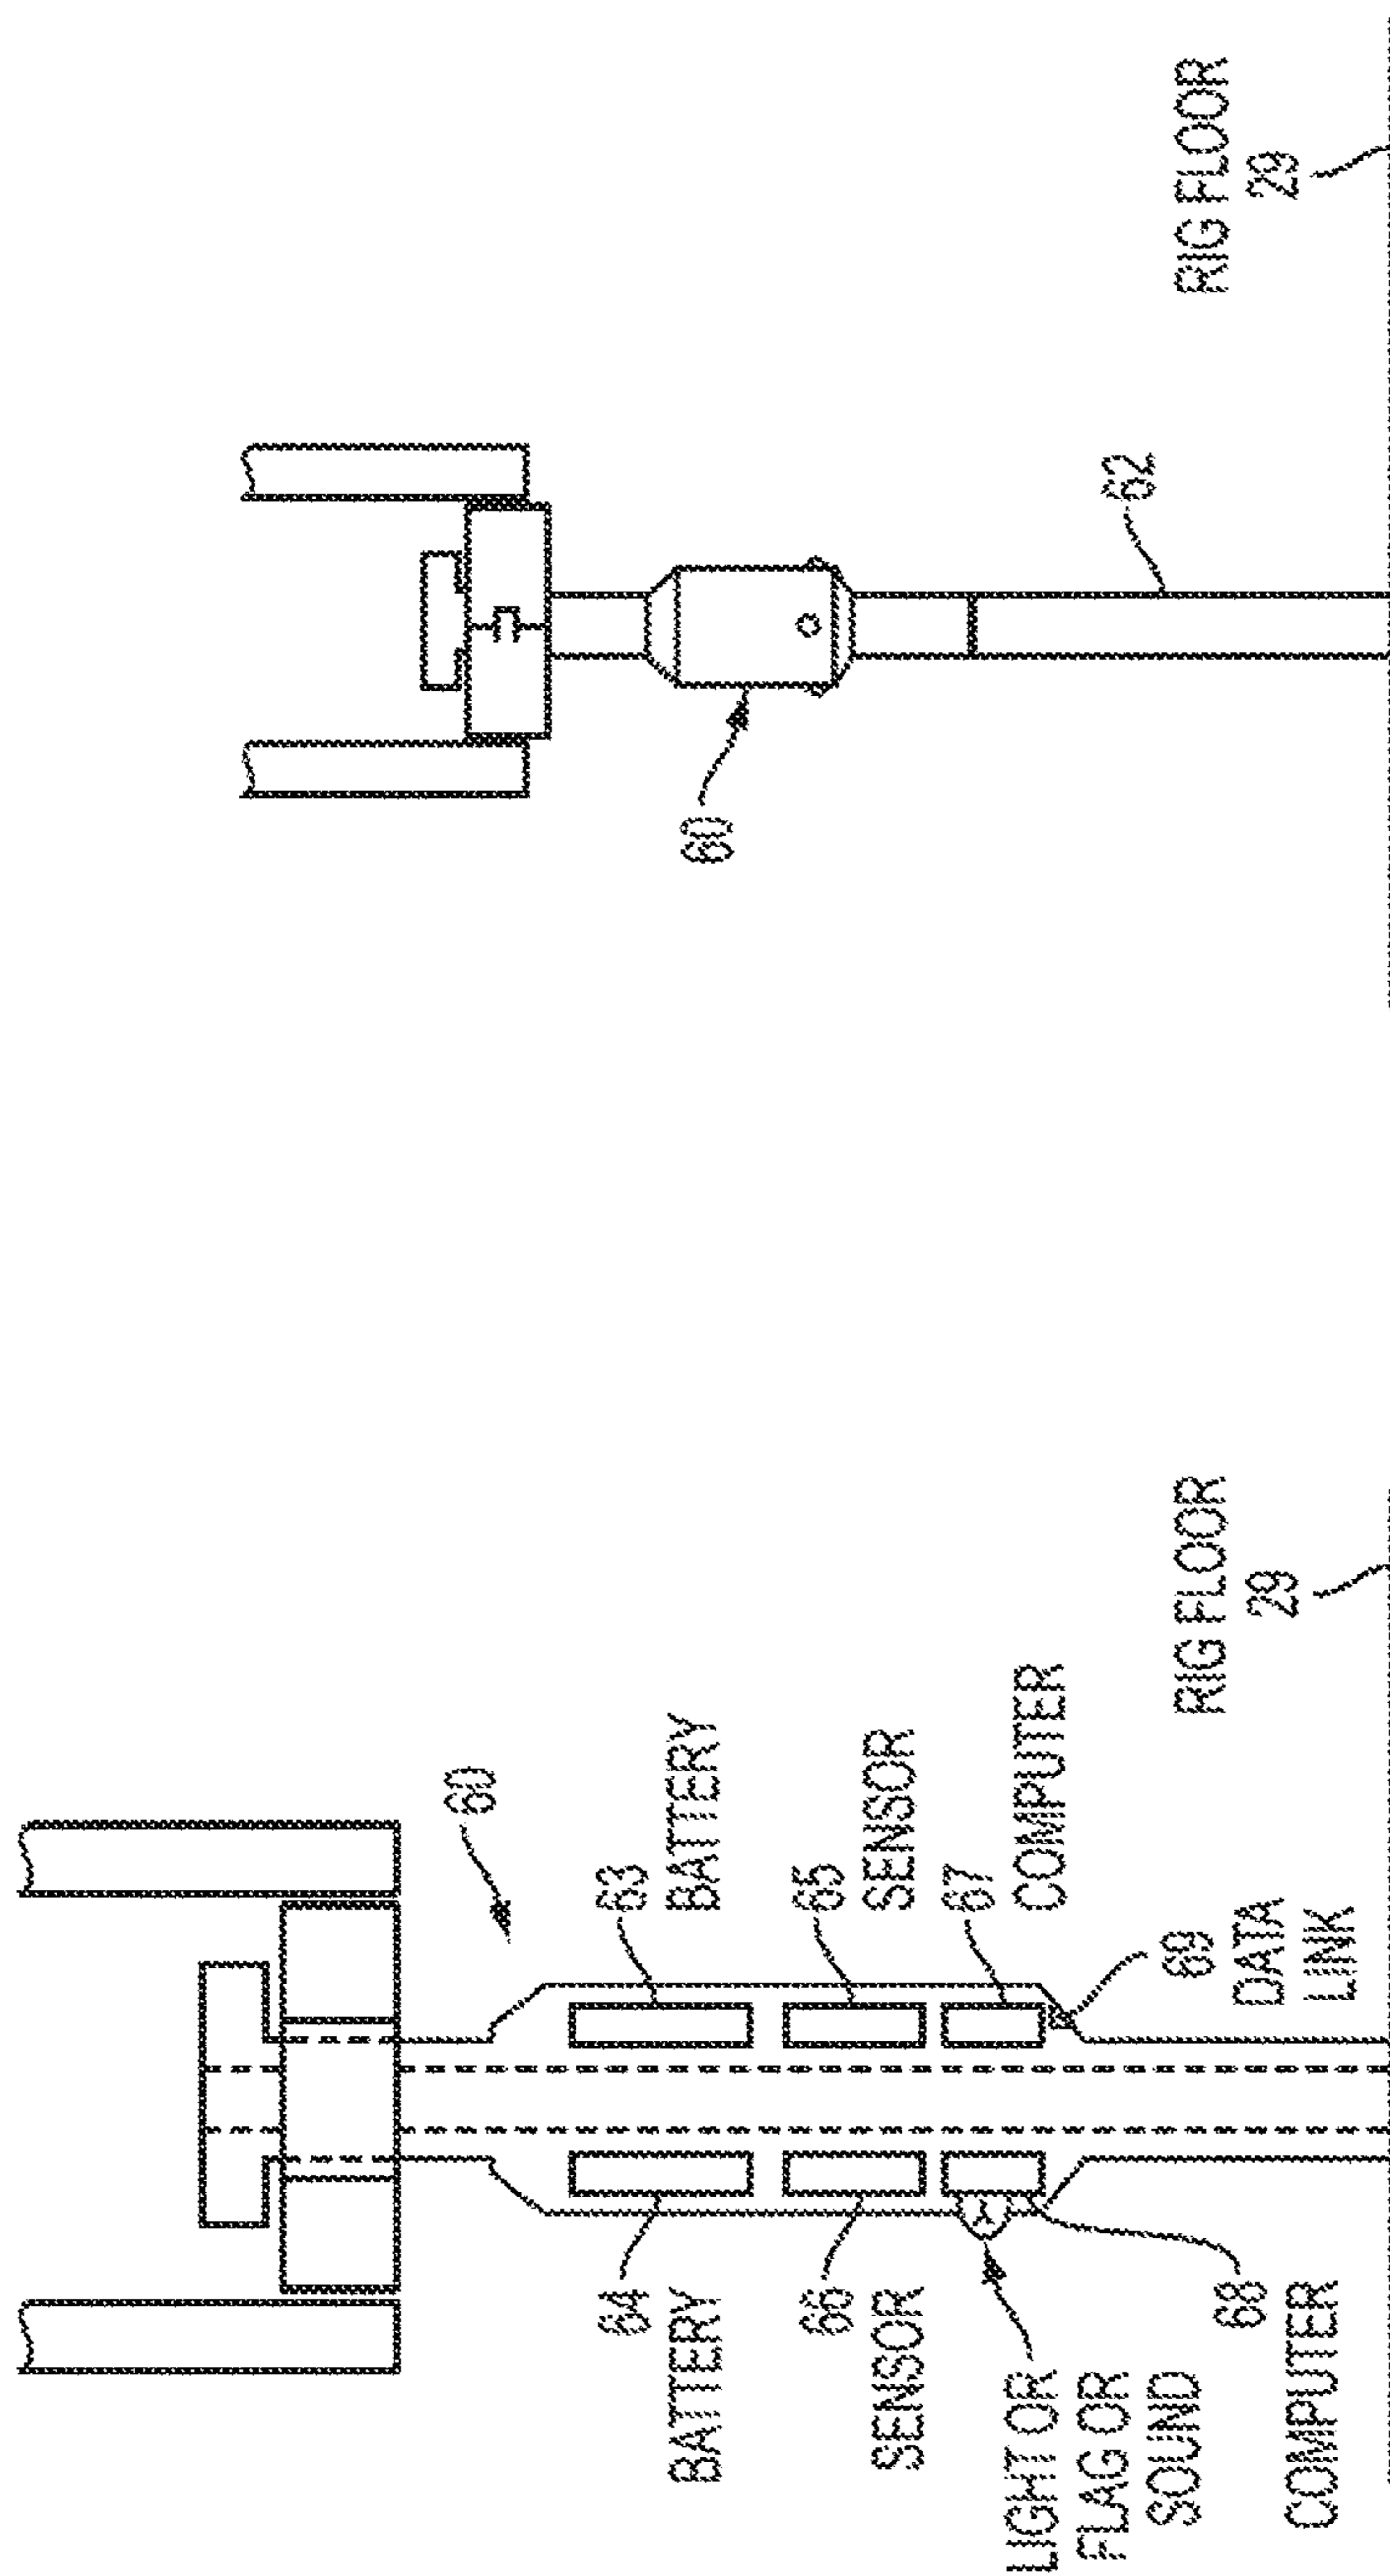 60
64
BATTERY
66
SENSOR
LIGHT OR
FLAG OR
SOUND
68
COMPUTER
63
BATTERY
65
SENSOR
67
COMPUTER
69
DATA
LINK
RIG FLOOR
29
60
62
RIG FLOOR
29